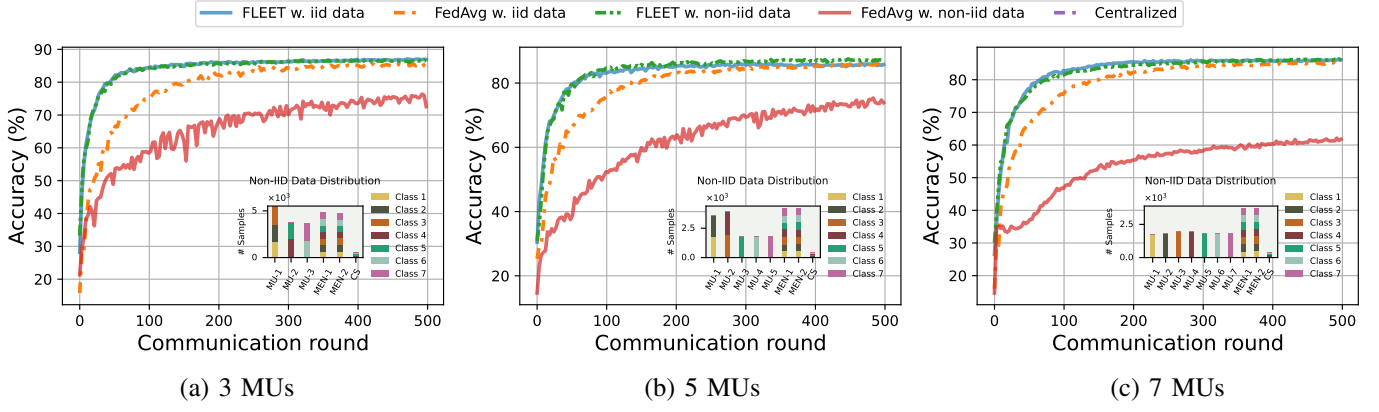 FLEET w. iid data FedAvg w. iid data FLEET w. non-iid data FedAvg w. non-iid data Centralized
Accuracy (%)
90
80
70
60
50
40
30
20
0 100 200 300 400 500
Communication round
Non-IID Data Distribution
×10³
# Samples
5
0
MU-1 MU-2 MU-3 MEN-1 MEN-2 CS
Class 1
Class 2
Class 3
Class 4
Class 5
Class 6
Class 7
(a) 3 MUs
Accuracy (%)
80
60
40
20
0 100 200 300 400 500
Communication round
Non-IID Data Distribution
×10³
# Samples
2.5
0.0
MU-1 MU-2 MU-3 MU-4 MU-5 MEN-1 MEN-2 CS
Class 1
Class 2
Class 3
Class 4
Class 5
Class 6
Class 7
(b) 5 MUs
Accuracy (%)
80
70
60
50
40
30
20
0 100 200 300 400 500
Communication round
Non-IID Data Distribution
×10³
# Samples
2.5
0.0
MU-1 MU-2 MU-3 MU-4 MU-5 MU-6 MU-7 MEN-1 MEN-2 CS
Class 1
Class 2
Class 3
Class 4
Class 5
Class 6
Class 7
(c) 7 MUs